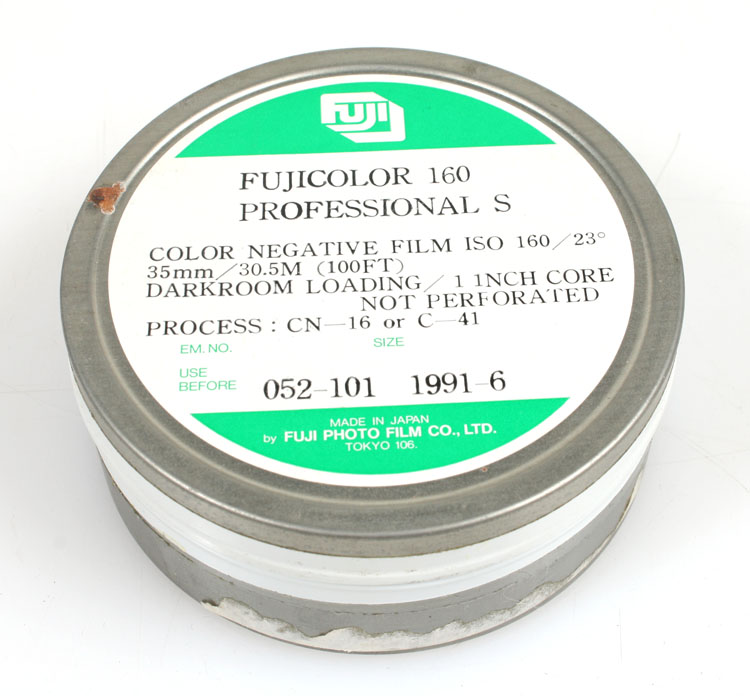 FUJI
FUJICOLOR 160
PROFESSIONAL S
COLOR NEGATIVE FILM ISO 160/23°
35mm/30.5M (100FT)
DARKROOM LOADING/1 1NCH CORE
NOT PERFORATED
PROCESS : CN—16 or C—41
EM. NO. SIZE
USE
BEFORE 052-101 1991-6
MADE IN JAPAN
by FUJI PHOTO FILM CO., LTD.
TOKYO 106.